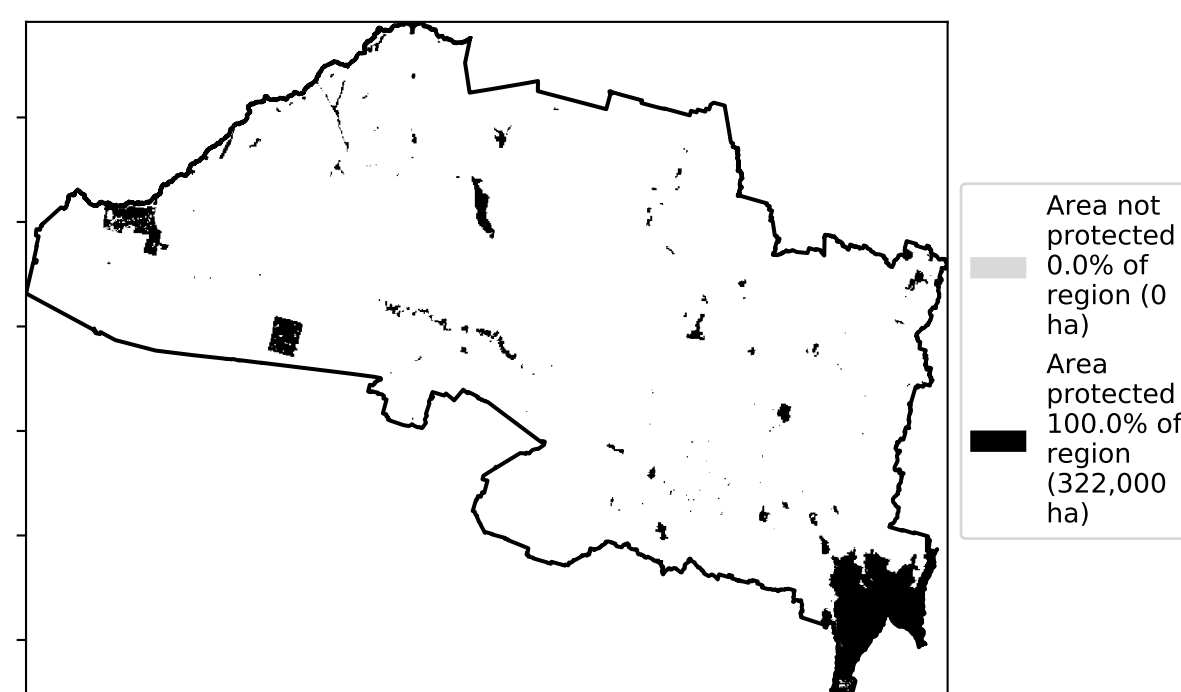 Area not
protected
0.0% of
region (0
ha)
Area
protected
100.0% of
region
(322,000
ha)